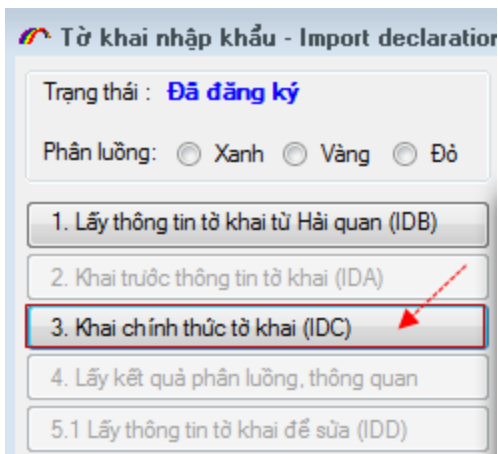 Tờ khai nhập khẩu - Import declaration
Trạng thái : Đã đăng ký
Phân luồng: Xanh Vàng Đỏ
1. Lấy thông tin tờ khai từ Hải quan (IDB)
2. Khai trước thông tin tờ khai (IDA)
3. Khai chính thức tờ khai (IDC)
4. Lấy kết quả phân luồng, thông quan
5.1 Lấy thông tin tờ khai để sửa (IDD)